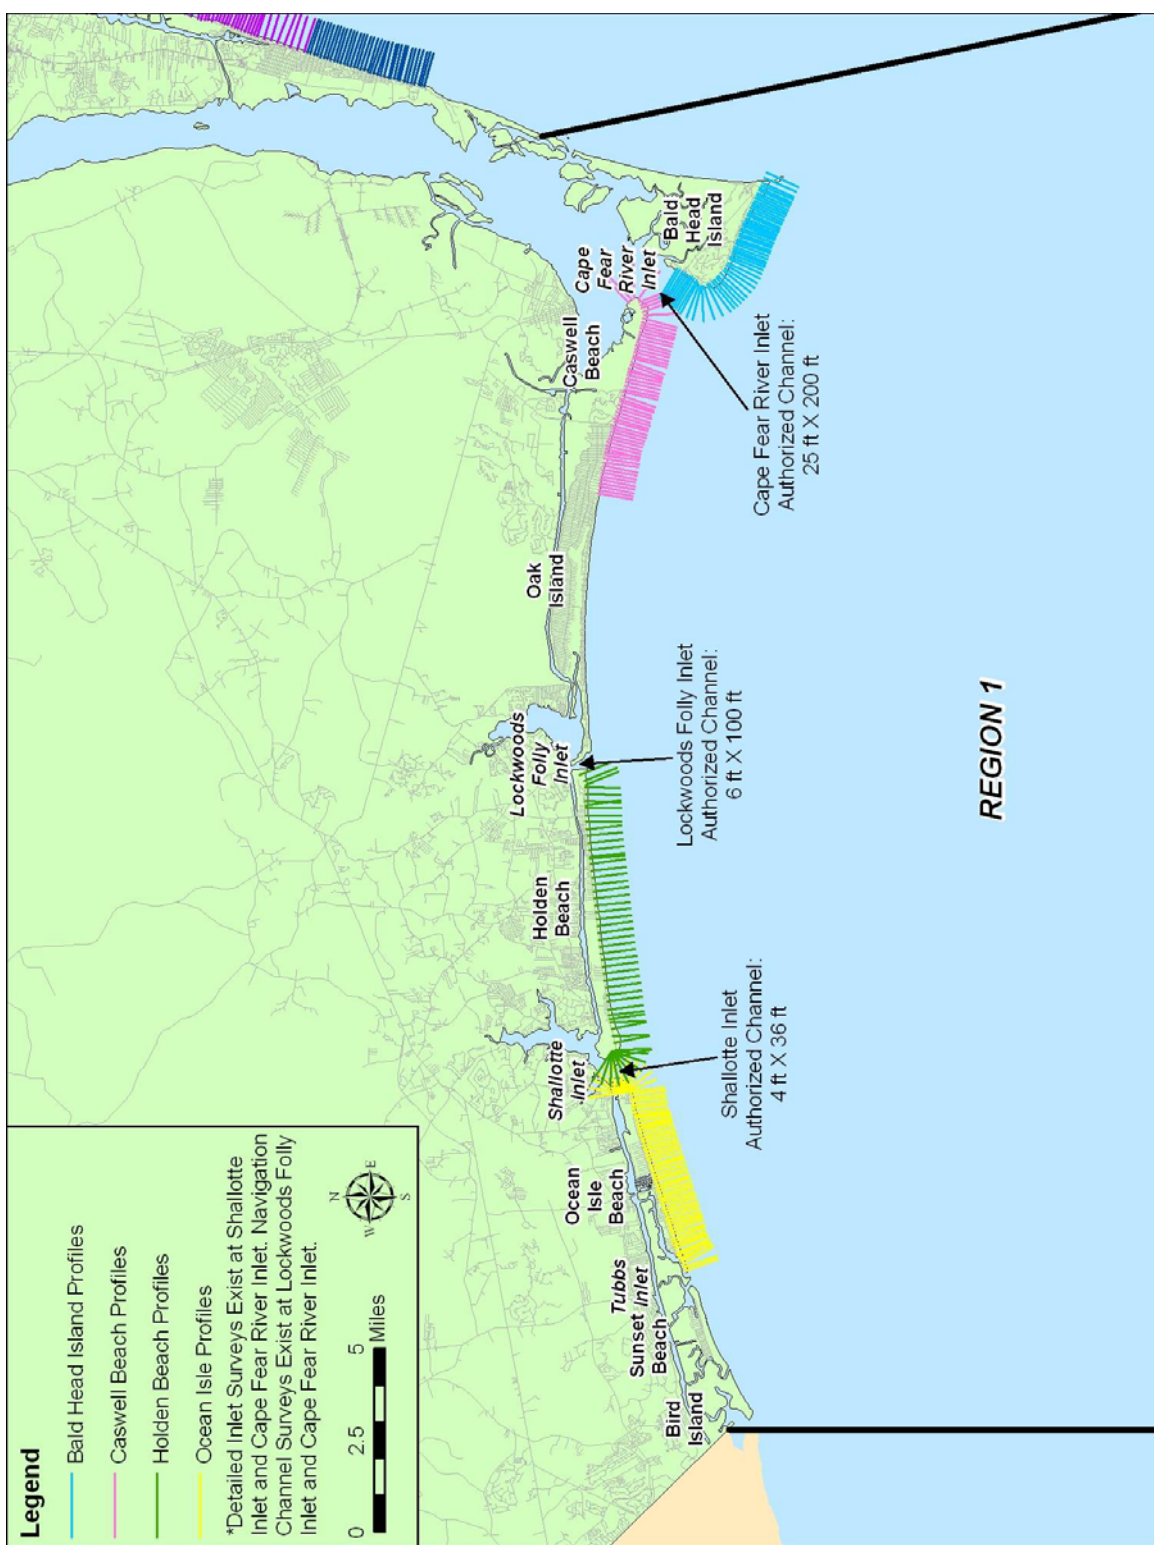 Legend
Bald Head Island Profiles
Caswell Beach Profiles
Holden Beach Profiles
Ocean Isle Profiles
*Detailed Inlet Surveys Exist at Shallotte
Inlet and Cape Fear River Inlet. Navigation
Channel Surveys Exist at Lockwoods Folly
Inlet and Cape Fear River Inlet.
0 2.5 5
Miles
N
W E
S
Bird
Island
Sunset
Beach
Tubbs
Inlet
Ocean
Isle
Beach
Shallotte
Inlet
Holden
Beach
Lockwoods
Folly
Inlet
Oak
Island
Caswell
Beach
Cape
Fear
River
Inlet
Bald
Head
Island
Shallotte Inlet
Authorized Channel:
4 ft X 36 ft
Lockwoods Folly Inlet
Authorized Channel:
6 ft X 100 ft
Cape Fear River Inlet
Authorized Channel:
25 ft X 200 ft
REGION 1